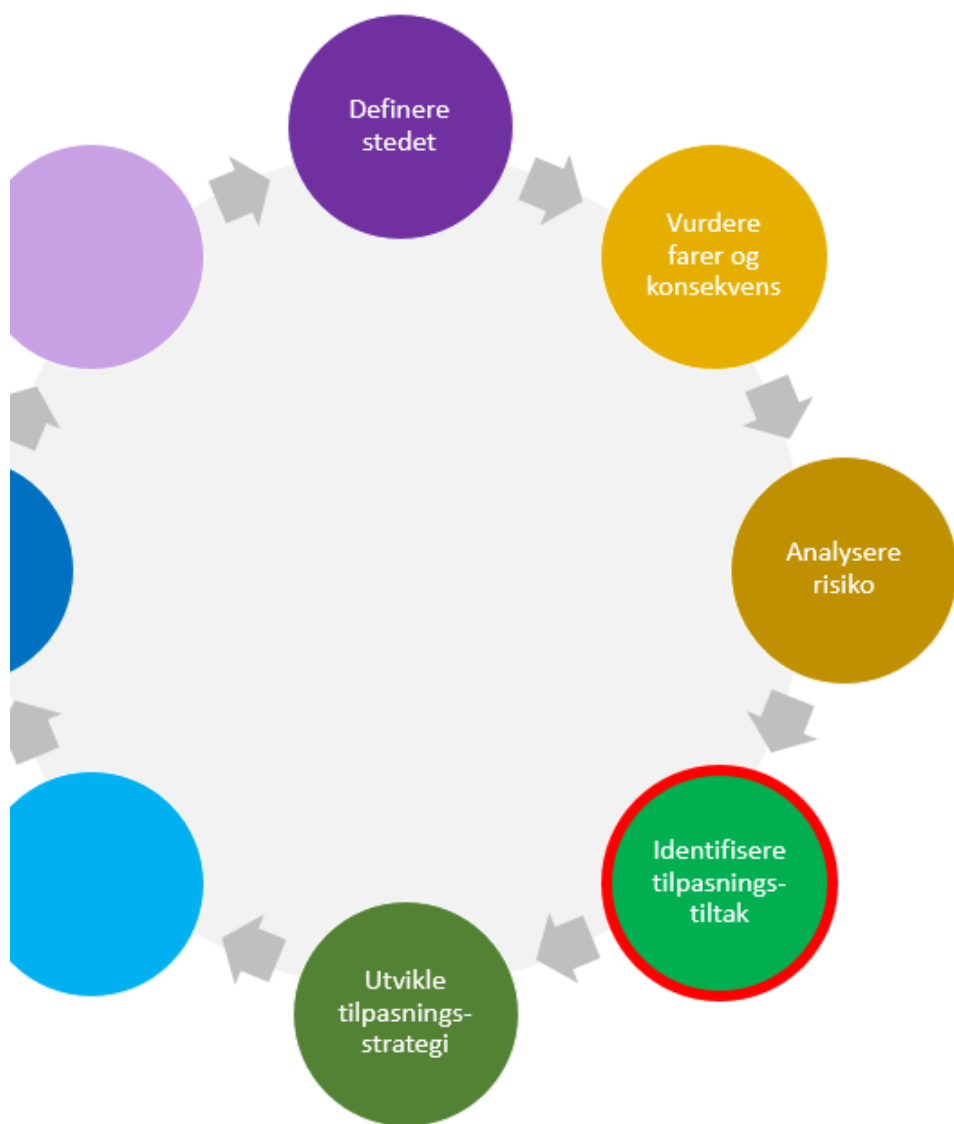 Definere
stedet
Vurdere
farer og
konsekvens
Analysere
risiko
Identifisere
tilpasnings-
tiltak
Utvikle
tilpasnings-
strategi